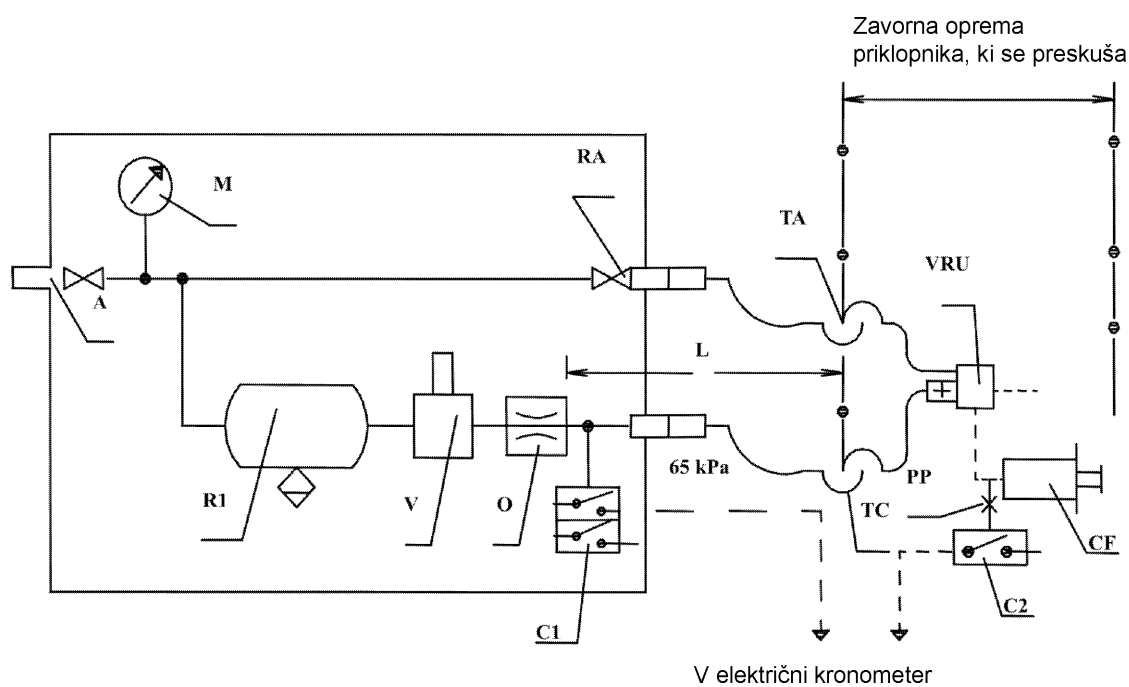 Zavorna oprema
priklopnika, ki se preskuša
RA
M
TA
VRU
A
L
65 kPa
PP
R1
V
O
TC
CF
C2
C1
V električni kronometer